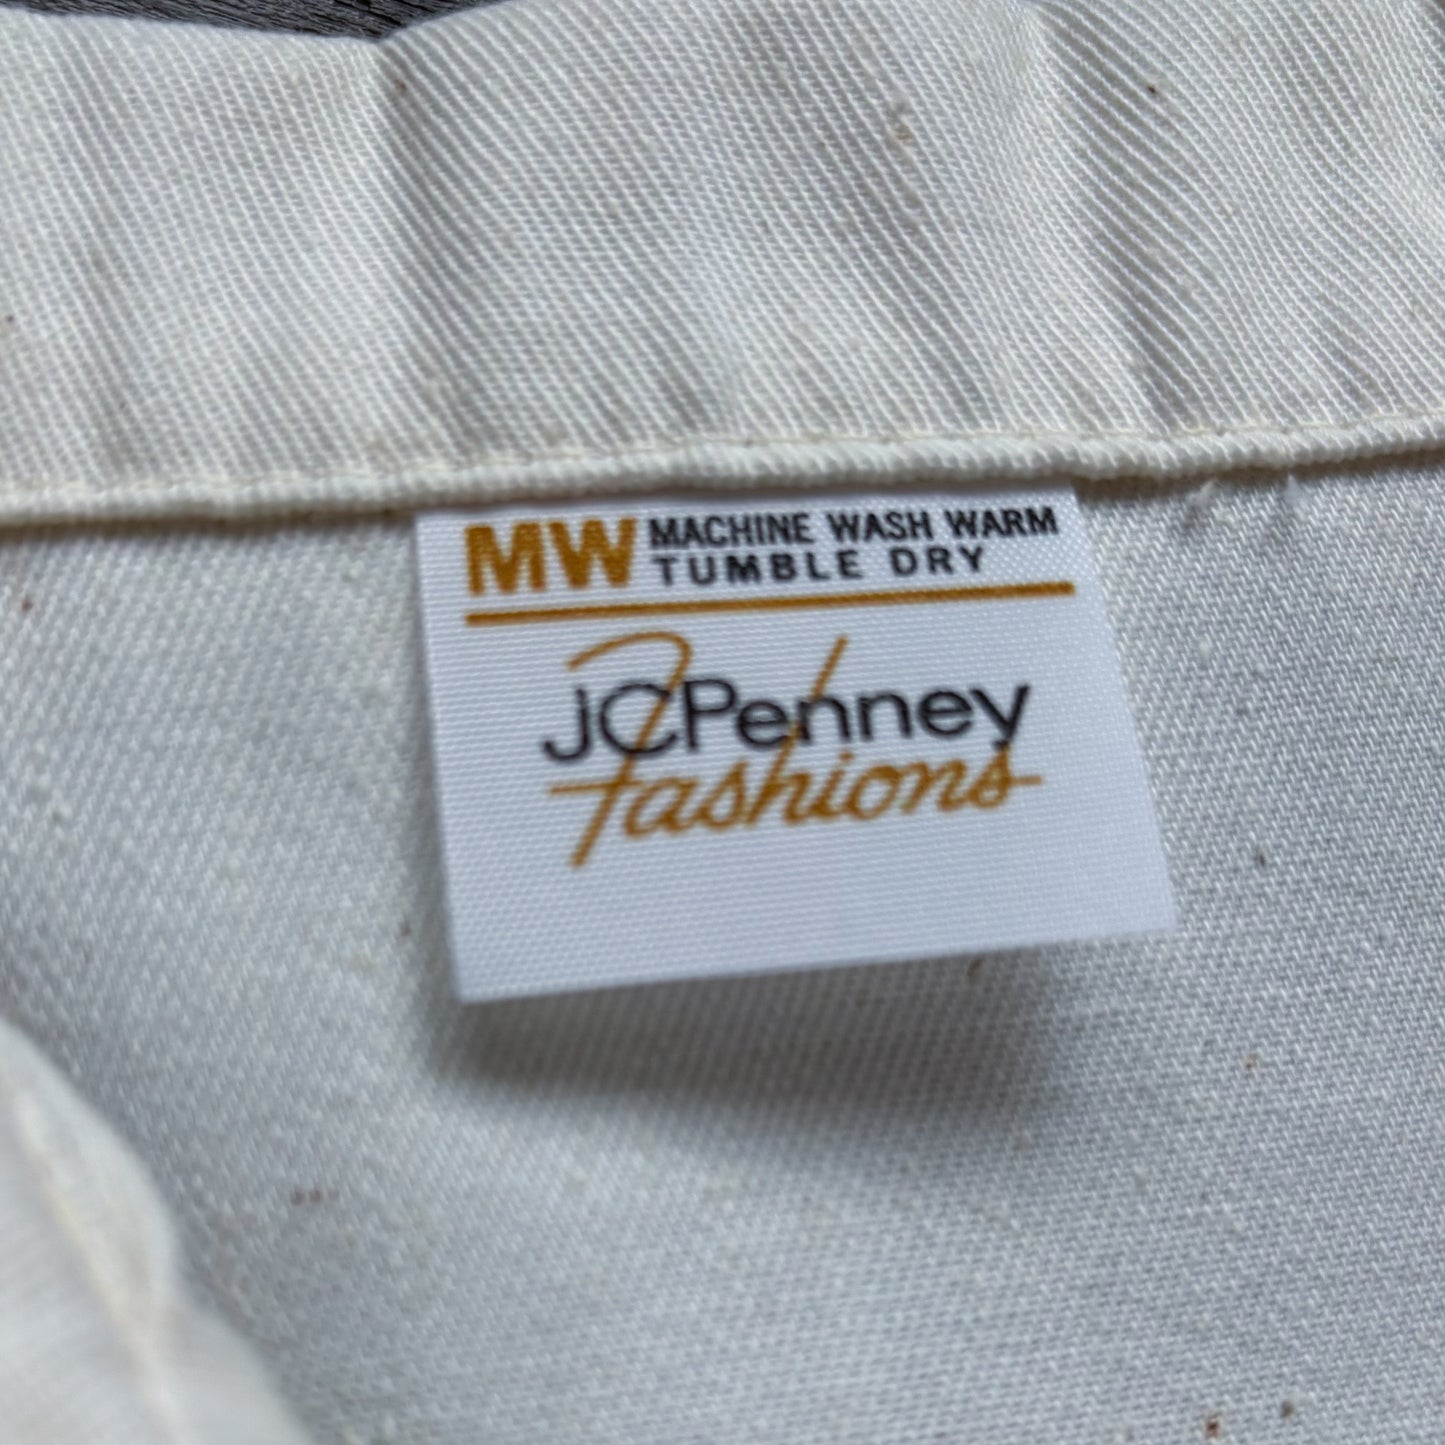 MW MACHINE WASH WARM
TUMBLE DRY
JCPenney
Fashions